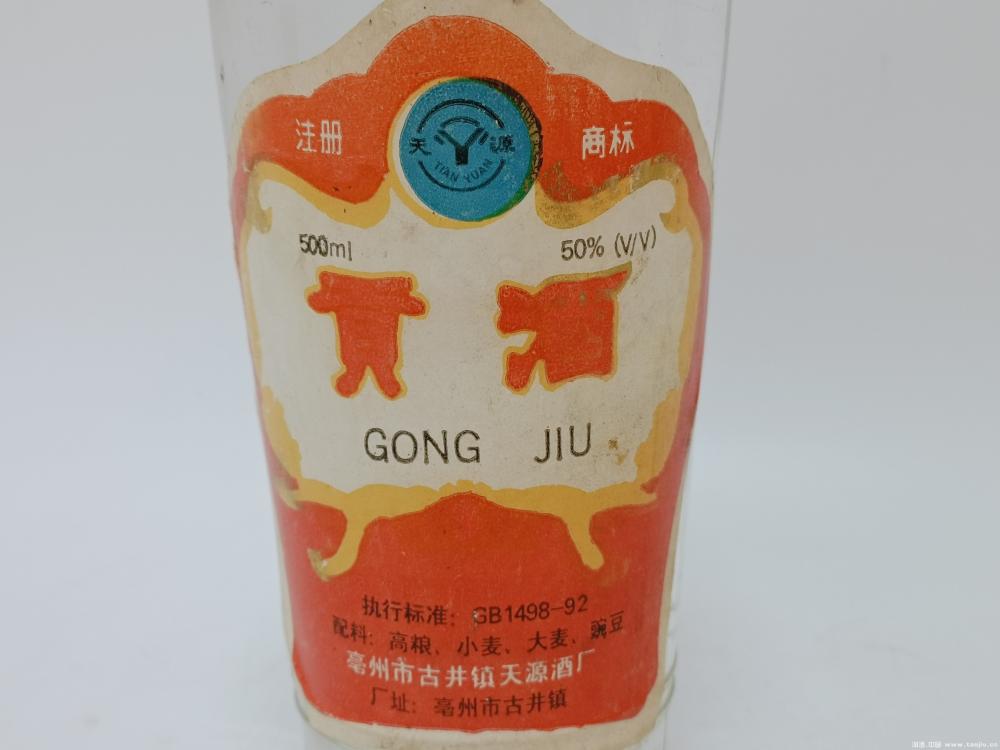 注册 商标
天 源
TIAN YUAN
500ml 50% (V/V)
贡 酒
GONG JIU
执行标准: GB1498-92
配料: 高粮、小麦、大麦、豌豆
亳州市古井镇天源酒厂
厂址: 亳州市古井镇